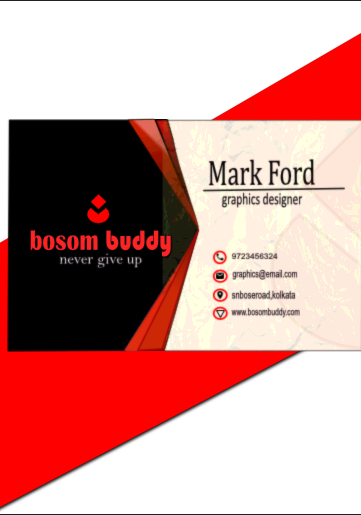 bosom buddy
never give up
Mark Ford
graphics designer
9723456324
graphics@email.com
snboseroad,kolkata
www.bosombuddy.com